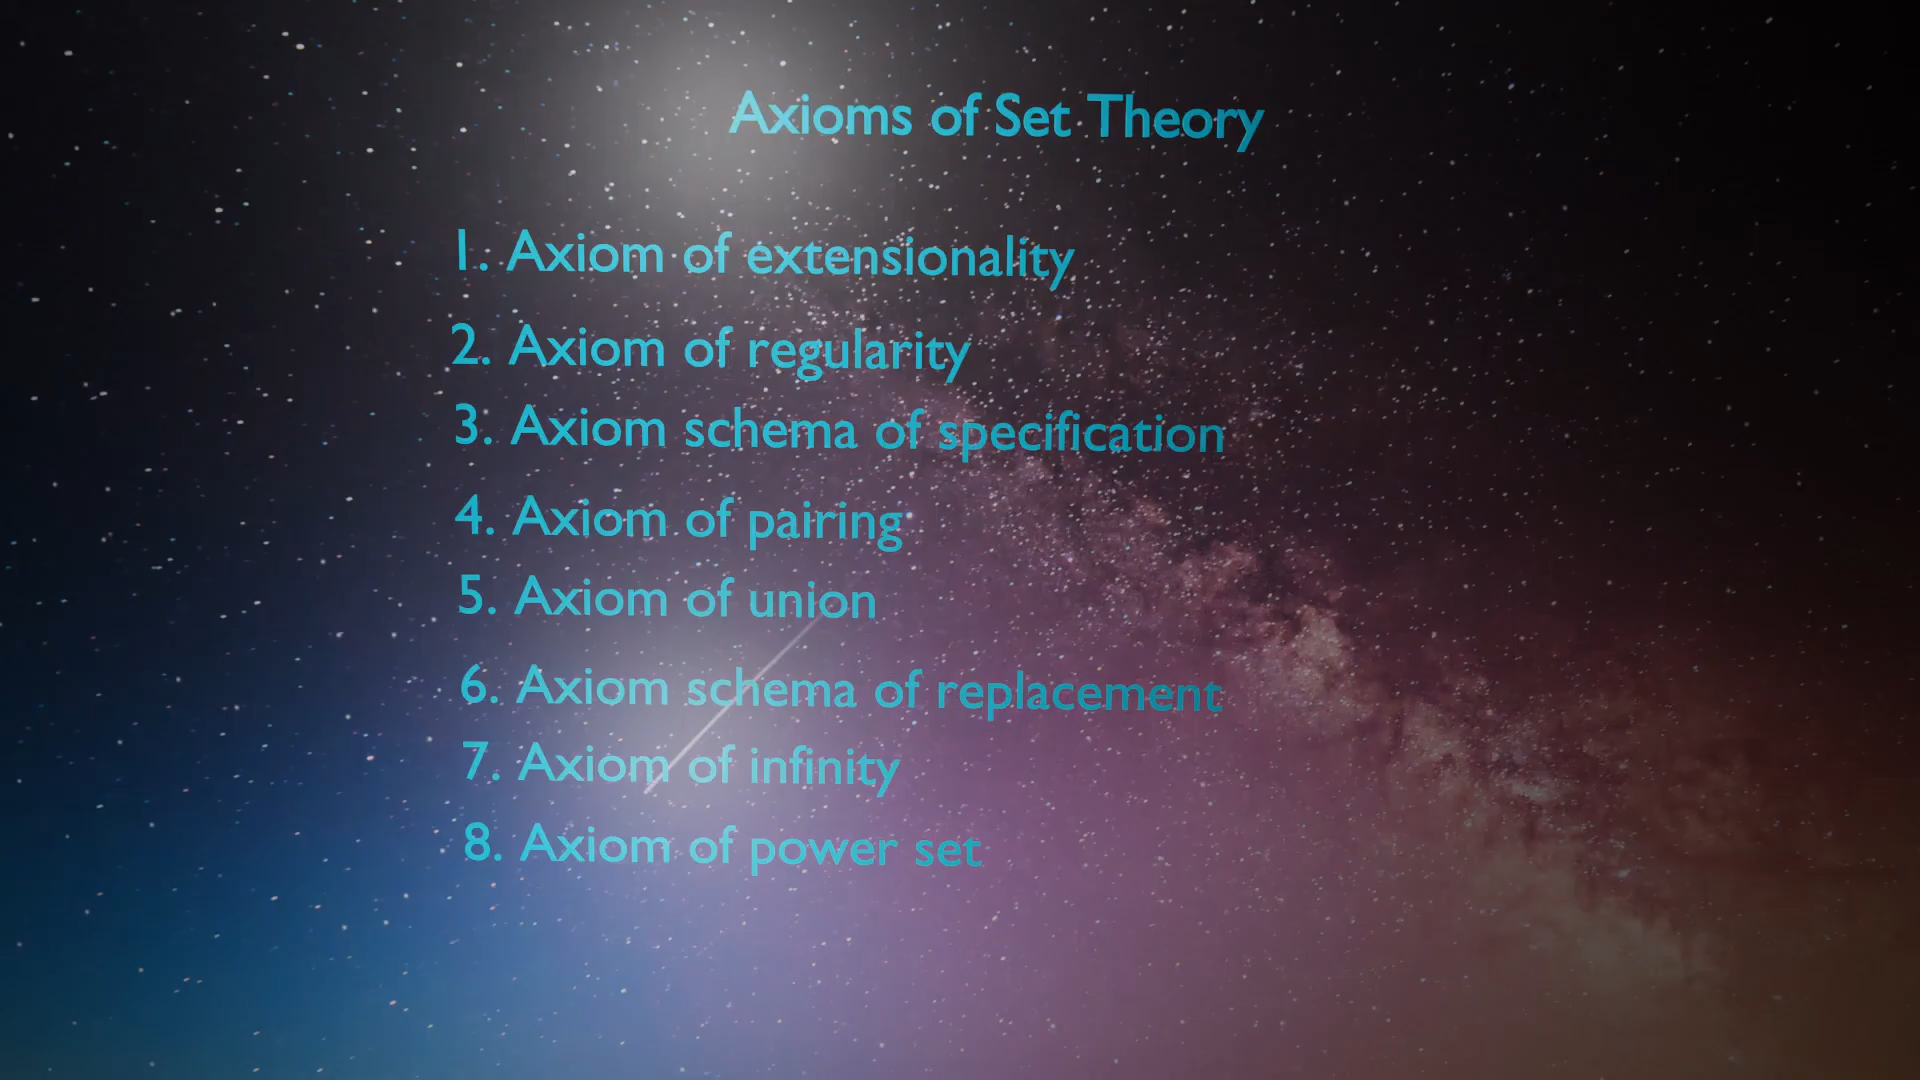 Axioms of Set Theory
1. Axiom of extensionality
2. Axiom of regularity
3. Axiom schema of specification
4. Axiom of pairing
5. Axiom of union
6. Axiom schema of replacement
7. Axiom of infinity
8. Axiom of power set